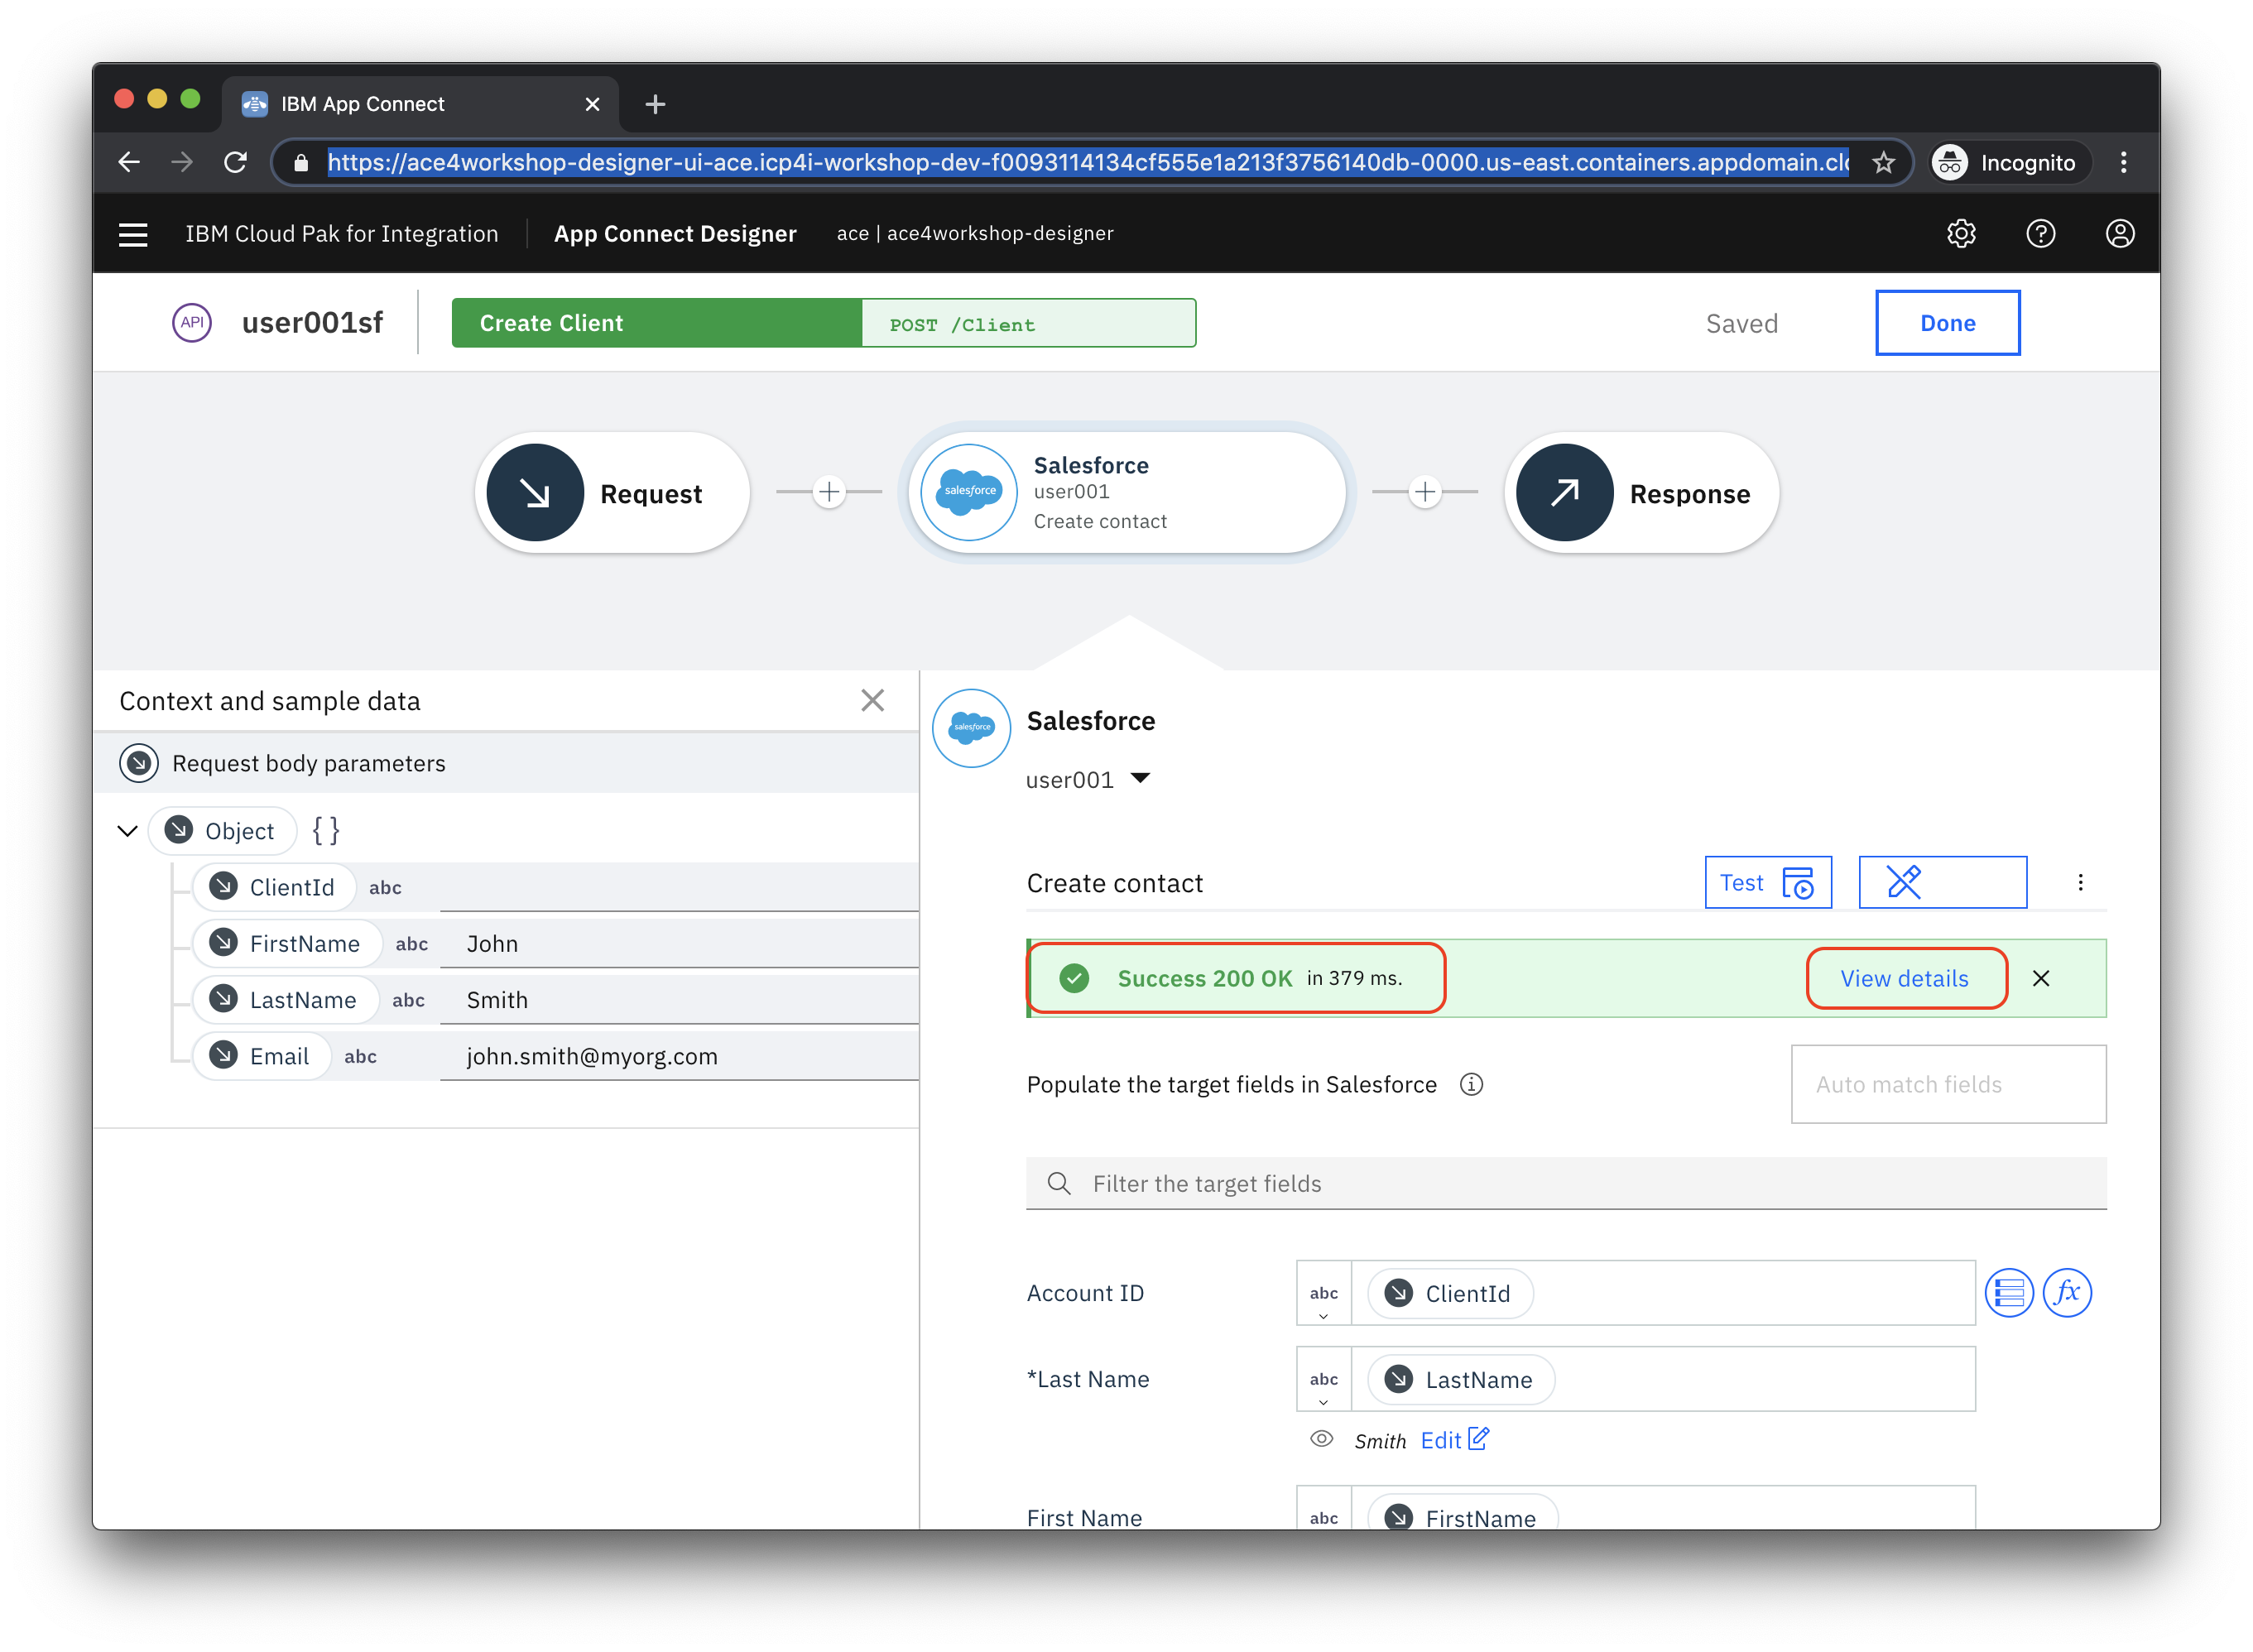 IBM App Connect
https://ace4workshop-designer-ui-ace.icp4i-workshop-dev-f0093114134cf555e1a213f3756140db-0000.us-east.containers.appdomain.clo
Incognito
IBM Cloud Pak for Integration
App Connect Designer
ace | ace4workshop-designer
API
user001sf
Create Client
POST /Client
Saved
Done
Request
salesforce
Salesforce
user001
Create contact
Response
Context and sample data
Request body parameters
Object { }
ClientId abc
FirstName abc John
LastName abc Smith
Email abc john.smith@myorg.com
salesforce
Salesforce
user001
Create contact
Test
Success 200 OK in 379 ms.
View details
Populate the target fields in Salesforce
Auto match fields
Filter the target fields
Account ID
abc
ClientId
fx
*Last Name
abc
LastName
Smith Edit
First Name
abc
FirstName